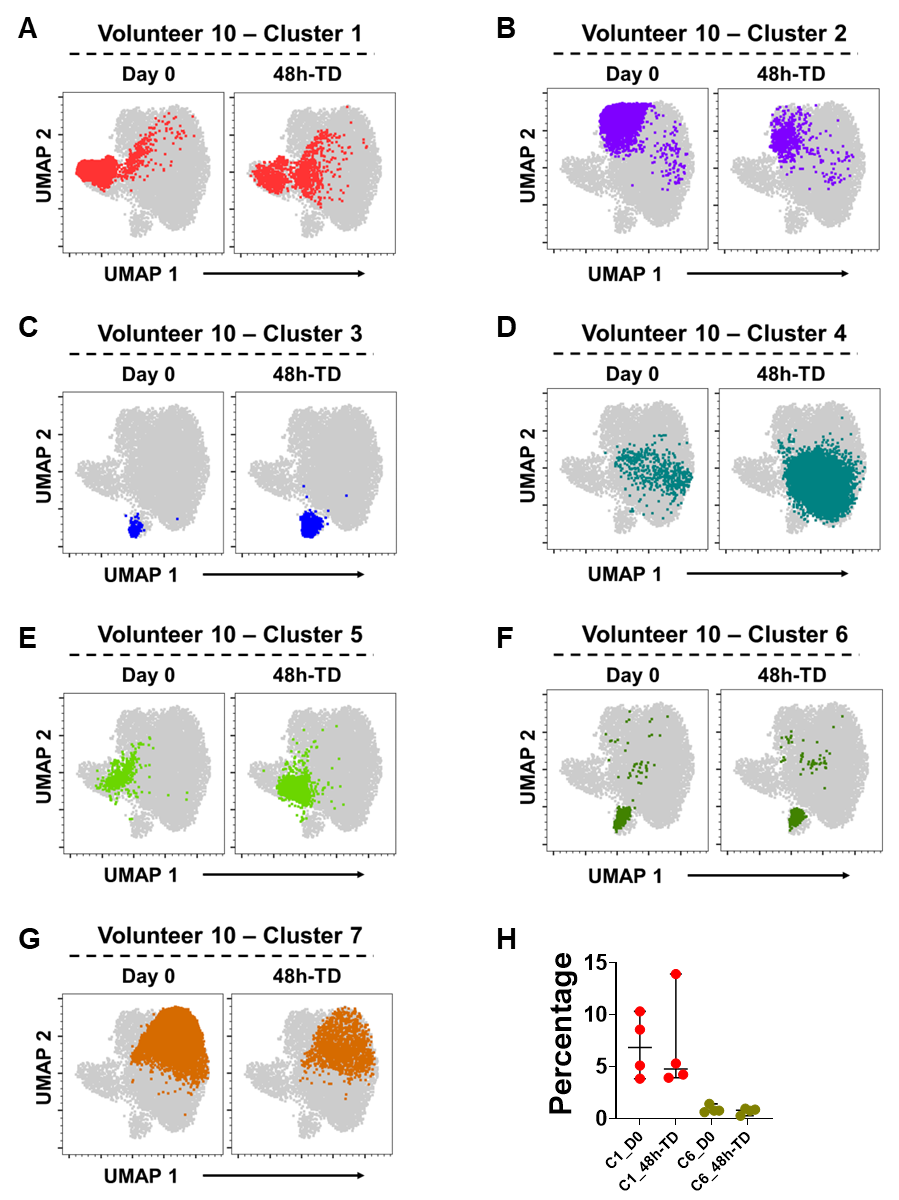 A
Volunteer 10 – Cluster 1
Day 0
48h-TD
UMAP 2
UMAP 1
B
Volunteer 10 – Cluster 2
Day 0
48h-TD
UMAP 2
UMAP 1
C
Volunteer 10 – Cluster 3
Day 0
48h-TD
UMAP 2
UMAP 1
D
Volunteer 10 – Cluster 4
Day 0
48h-TD
UMAP 2
UMAP 1
E
Volunteer 10 – Cluster 5
Day 0
48h-TD
UMAP 2
UMAP 1
F
Volunteer 10 – Cluster 6
Day 0
48h-TD
UMAP 2
UMAP 1
G
Volunteer 10 – Cluster 7
Day 0
48h-TD
UMAP 2
UMAP 1
H
Percentage
15
10
5
0
C1_D0
C1_48h-TD
C6_D0
C6_48h-TD